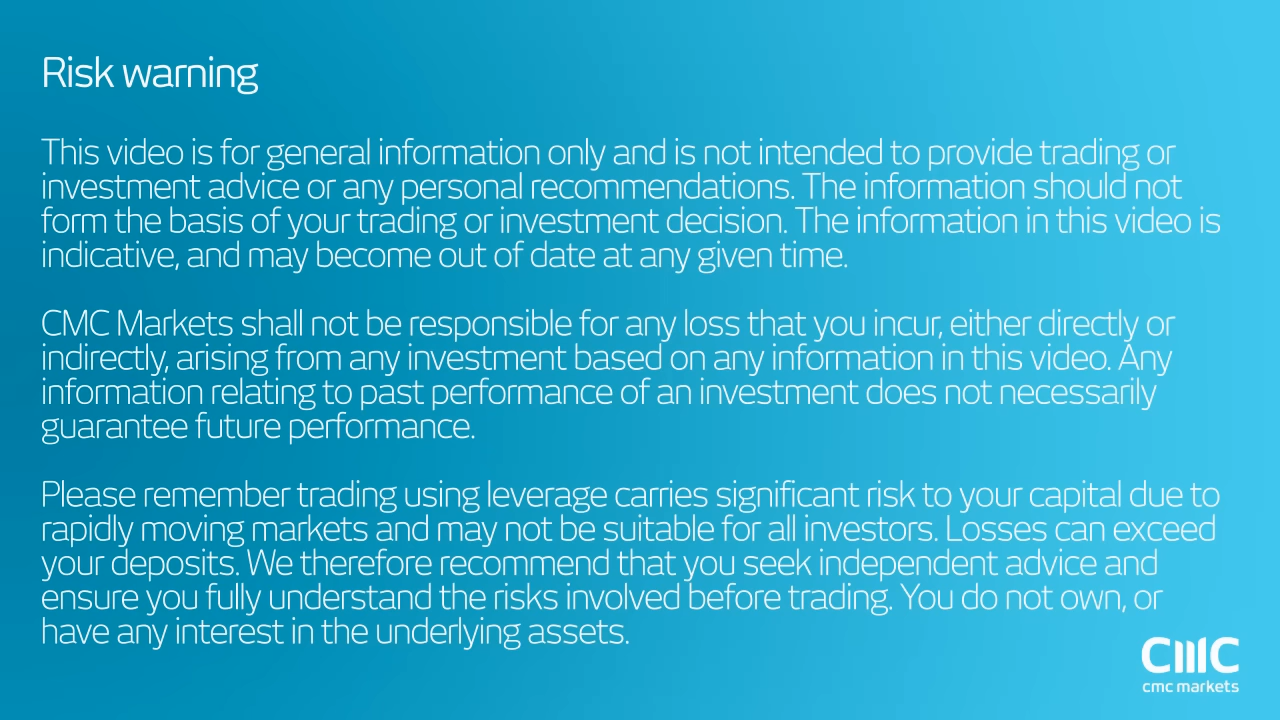 Risk warning
This video is for general information only and is not intended to provide trading or
investment advice or any personal recommendations. The information should not
form the basis of your trading or investment decision. The information in this video is
indicative, and may become out of date at any given time.
CMC Markets shall not be responsible for any loss that you incur, either directly or
indirectly, arising from any investment based on any information in this video. Any
information relating to past performance of an investment does not necessarily
guarantee future performance.
Please remember trading using leverage carries significant risk to your capital due to
rapidly moving markets and may not be suitable for all investors. Losses can exceed
your deposits. We therefore recommend that you seek independent advice and
ensure you fully understand the risks involved before trading. You do not own, or
have any interest in the underlying assets.
CMC
cmc markets